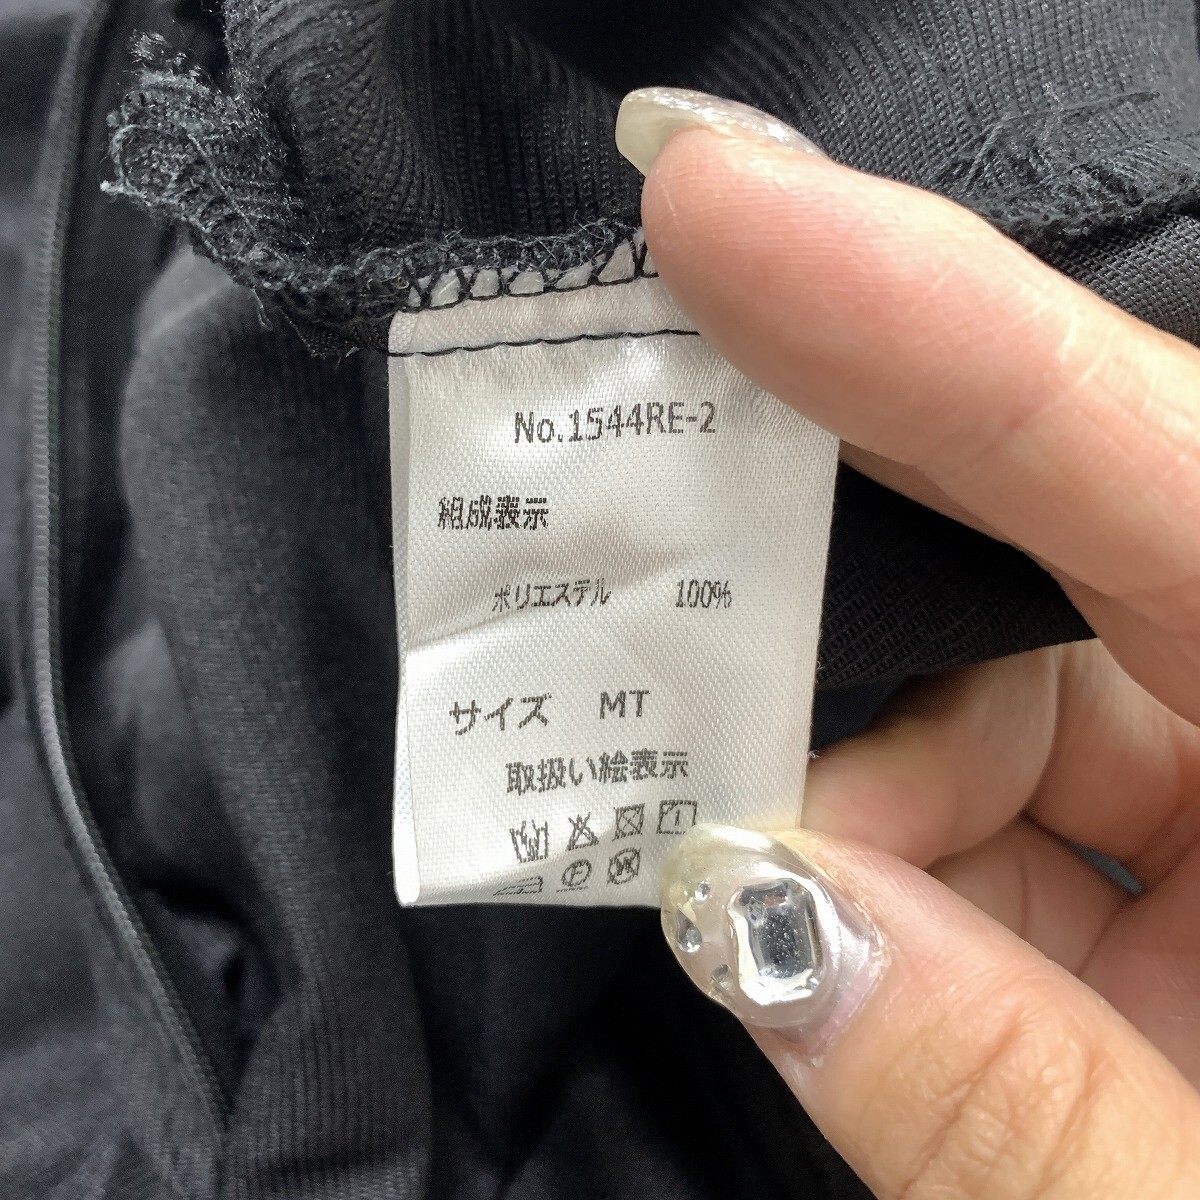 No.1544RE-2
組成表示
ポリエステル 100%
サイズ MT
取扱い絵表示